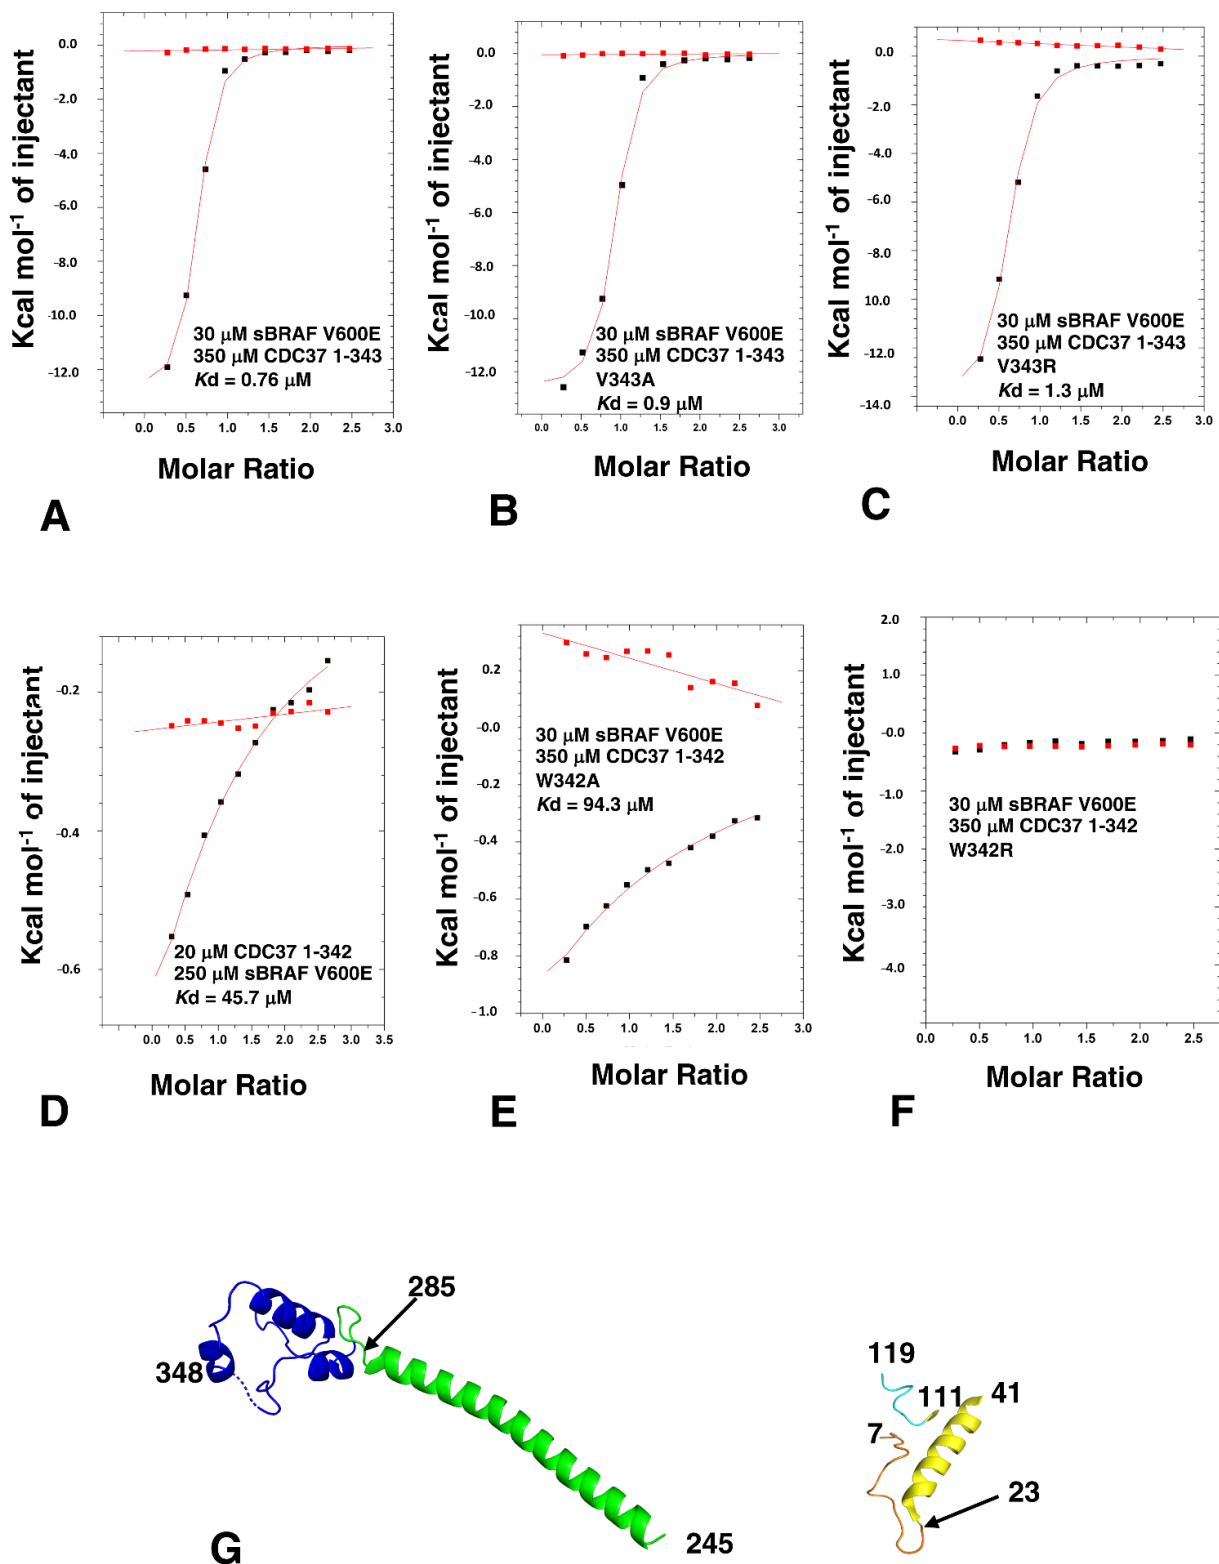 Kcal mol⁻¹ of injectant
0.0
−2.0
−4.0
−6.0
−8.0
−10.0
−12.0
30 µM sBRAF V600E
350 µM CDC37 1-343
Kd = 0.76 µM
0.0 0.5 1.0 1.5 2.0 2.5 3.0
Molar Ratio
A
Kcal mol⁻¹ of injectant
0.0
−2.0
−4.0
−6.0
−8.0
−10.0
−12.0
30 µM sBRAF V600E
350 µM CDC37 1-343
V343A
Kd = 0.9 µM
0.0 0.5 1.0 1.5 2.0 2.5 3.0
Molar Ratio
B
Kcal mol⁻¹ of injectant
0.0
−2.0
−4.0
−6.0
−8.0
10.0
−12.0
−14.0
30 µM sBRAF V600E
350 µM CDC37 1-343
V343R
Kd = 1.3 µM
0.0 0.5 1.0 1.5 2.0 2.5 3.0
Molar Ratio
C
Kcal mol⁻¹ of injectant
−0.2
−0.4
−0.6
20 µM CDC37 1-342
250 µM sBRAF V600E
Kd = 45.7 µM
0.0 0.5 1.0 1.5 2.0 2.5 3.0 3.5
Molar Ratio
D
Kcal mol⁻¹ of injectant
0.2
−0.0
−0.2
−0.4
−0.6
−0.8
−1.0
30 µM sBRAF V600E
350 µM CDC37 1-342
W342A
Kd = 94.3 µM
0.0 0.5 1.0 1.5 2.0 2.5 3.0
Molar Ratio
E
Kcal mol⁻¹ of injectant
2.0
1.0
−0.0
−1.0
−2.0
−3.0
−4.0
30 µM sBRAF V600E
350 µM CDC37 1-342
W342R
0.0 0.5 1.0 1.5 2.0 2.5
Molar Ratio
F
285
348
245
G
119
111 41
7
23